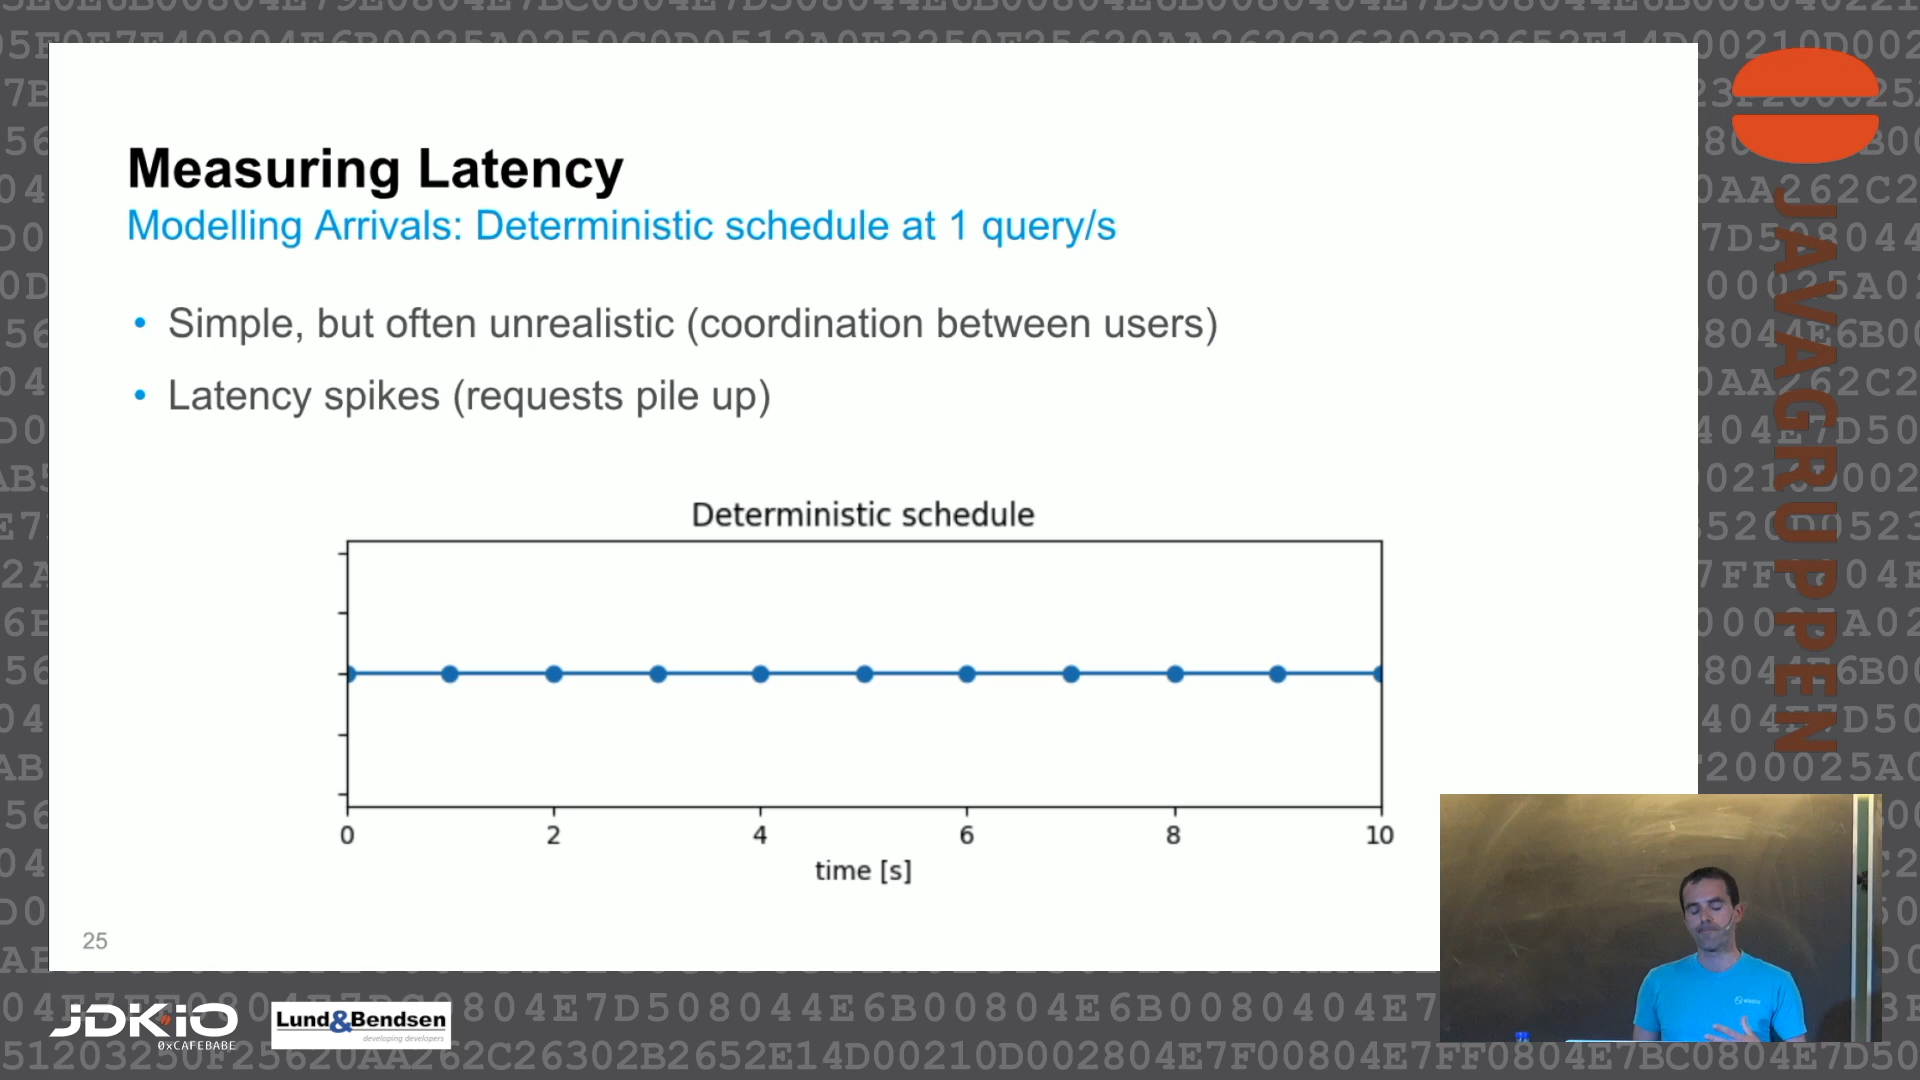 Measuring Latency
Modelling Arrivals: Deterministic schedule at 1 query/s
• Simple, but often unrealistic (coordination between users)
• Latency spikes (requests pile up)
Deterministic schedule
0 2 4 6 8 10
time [s]
25
JAVAGRUPPEN
JDKIO
0xCAFEBABE
Lund&Bendsen
developing developers
elastic